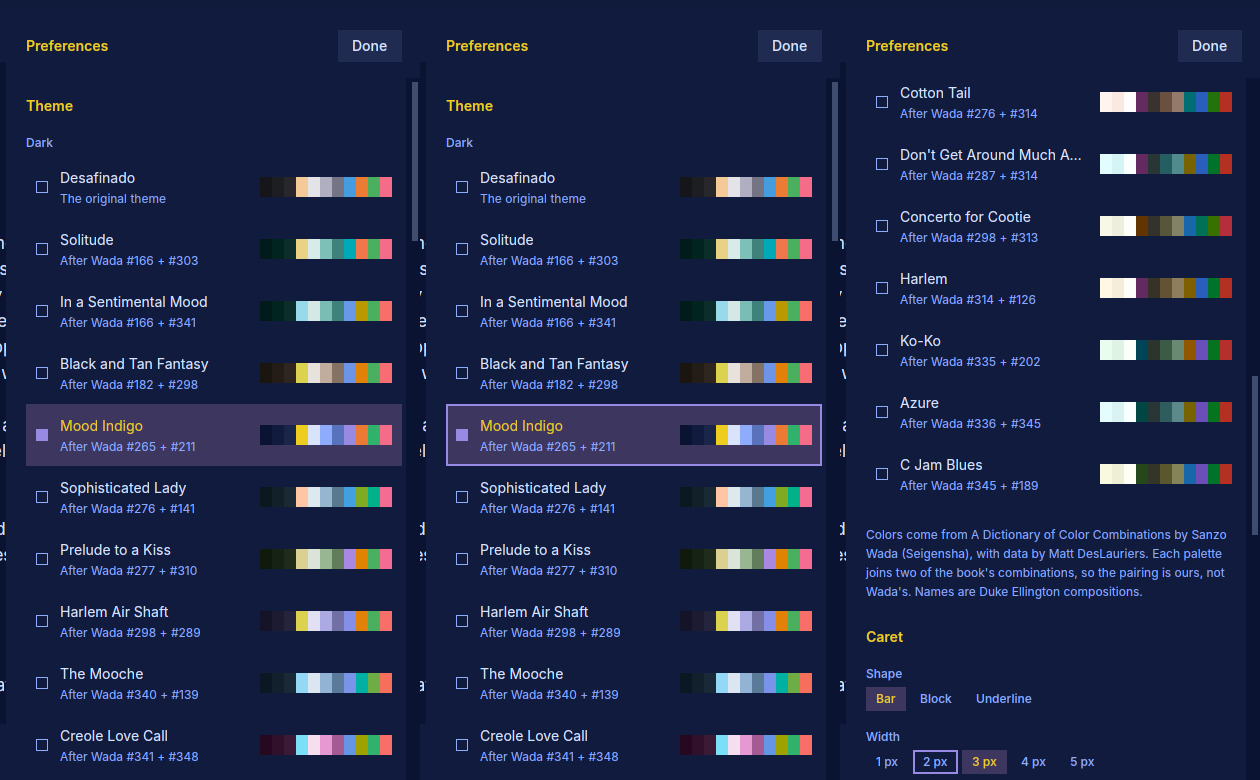 Preferences
Done
Theme
Dark
Desafinado
The original theme
Solitude
After Wada #166 + #303
In a Sentimental Mood
After Wada #166 + #341
Black and Tan Fantasy
After Wada #182 + #298
Mood Indigo
After Wada #265 + #211
Sophisticated Lady
After Wada #276 + #141
Prelude to a Kiss
After Wada #277 + #310
Harlem Air Shaft
After Wada #298 + #289
The Mooche
After Wada #340 + #139
Creole Love Call
After Wada #341 + #348
Preferences
Done
Theme
Dark
Desafinado
The original theme
Solitude
After Wada #166 + #303
In a Sentimental Mood
After Wada #166 + #341
Black and Tan Fantasy
After Wada #182 + #298
Mood Indigo
After Wada #265 + #211
Sophisticated Lady
After Wada #276 + #141
Prelude to a Kiss
After Wada #277 + #310
Harlem Air Shaft
After Wada #298 + #289
The Mooche
After Wada #340 + #139
Creole Love Call
After Wada #341 + #348
Preferences
Done
Cotton Tail
After Wada #276 + #314
Don't Get Around Much A...
After Wada #287 + #314
Concerto for Cootie
After Wada #298 + #313
Harlem
After Wada #314 + #126
Ko-Ko
After Wada #335 + #202
Azure
After Wada #336 + #345
C Jam Blues
After Wada #345 + #189
Colors come from A Dictionary of Color Combinations by Sanzo
Wada (Seigensha), with data by Matt DesLauriers. Each palette
joins two of the book's combinations, so the pairing is ours, not
Wada's. Names are Duke Ellington compositions.
Caret
Shape
Bar Block Underline
Width
1 px 2 px 3 px 4 px 5 px